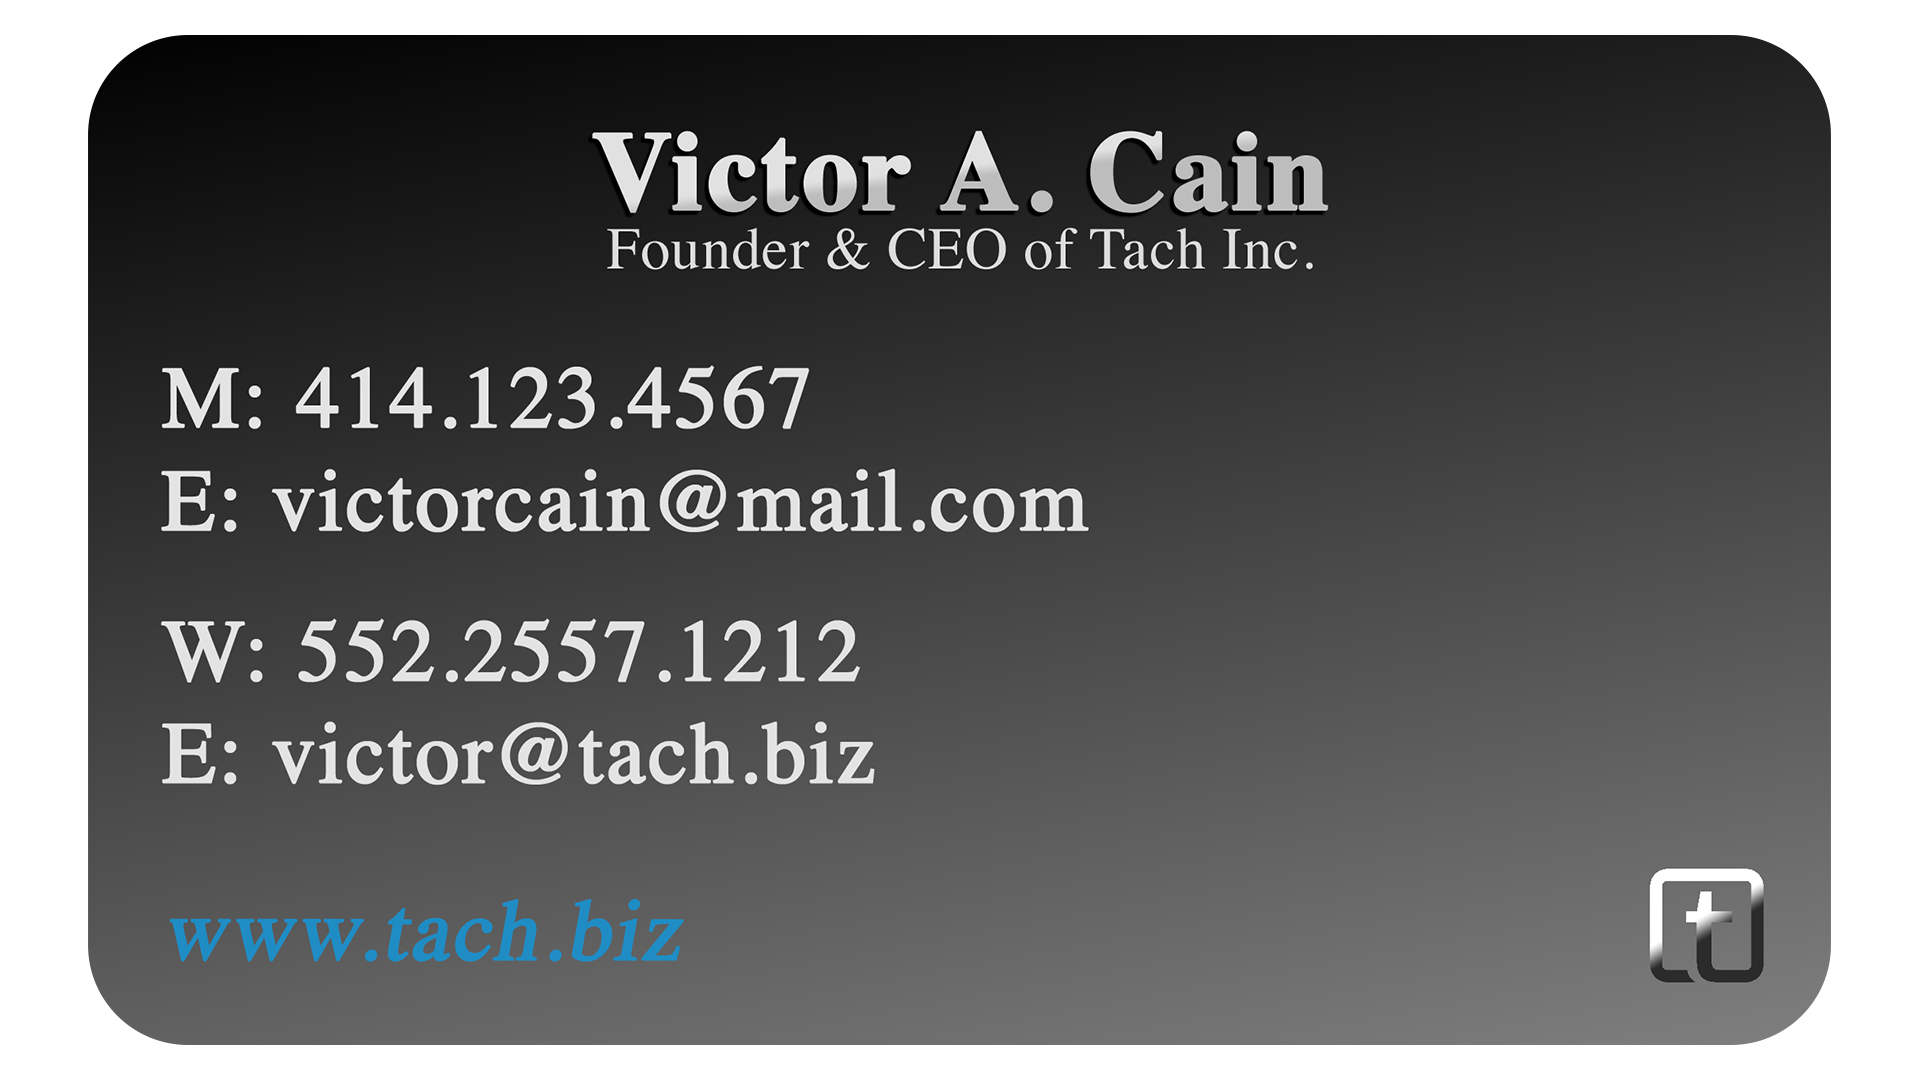 Victor A. Cain
Founder & CEO of Tach Inc.
M: 414.123.4567
E: victorcain@mail.com
W: 552.2557.1212
E: victor@tach.biz
www.tach.biz
t